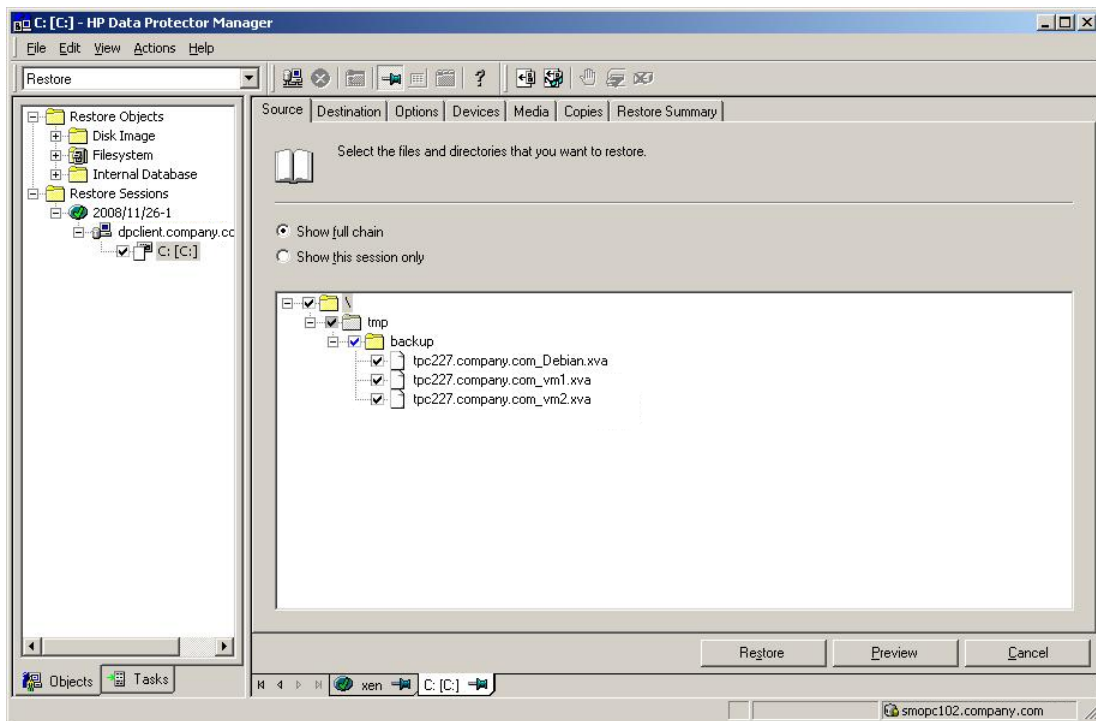 C: [C:] - HP Data Protector Manager
File Edit View Actions Help
Restore
Restore Objects
Disk Image
Filesystem
Internal Database
Restore Sessions
2008/11/26-1
dpclient.company.cc
C: [C:]
Source Destination Options Devices Media Copies Restore Summary
Select the files and directories that you want to restore.
Show full chain
Show this session only
\
tmp
backup
tpc227.company.com_Debian.xva
tpc227.company.com_vm1.xva
tpc227.company.com_vm2.xva
Restore Preview Cancel
Objects Tasks
xen C: [C:]
smopc102.company.com